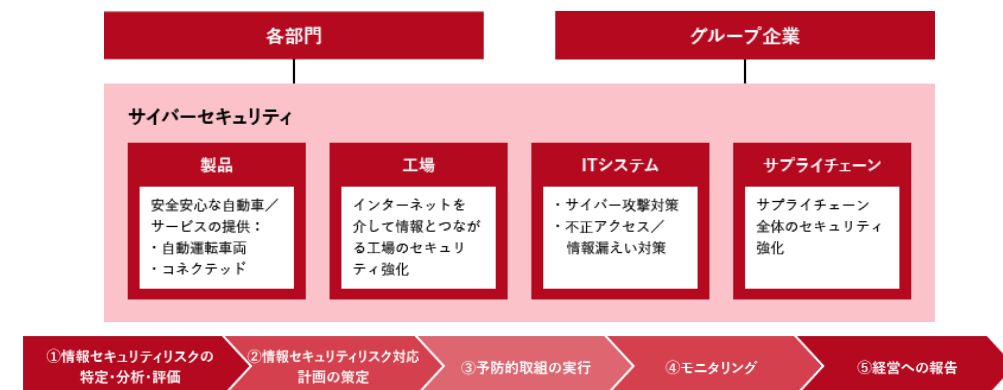 各部門
グループ企業
サイバーセキュリティ
製品
安全安心な自動車／
サービスの提供：
・自動運転車両
・コネクテッド
工場
インターネットを
介して情報とつなが
る工場のセキュリ
ティ強化
ITシステム
・サイバー攻撃対策
・不正アクセス／
情報漏えい対策
サプライチェーン
サプライチェーン
全体のセキュリティ
強化
①情報セキュリティリスクの
特定・分析・評価
②情報セキュリティリスク対応
計画の策定
③予防的取組の実行
④モニタリング
⑤経営への報告